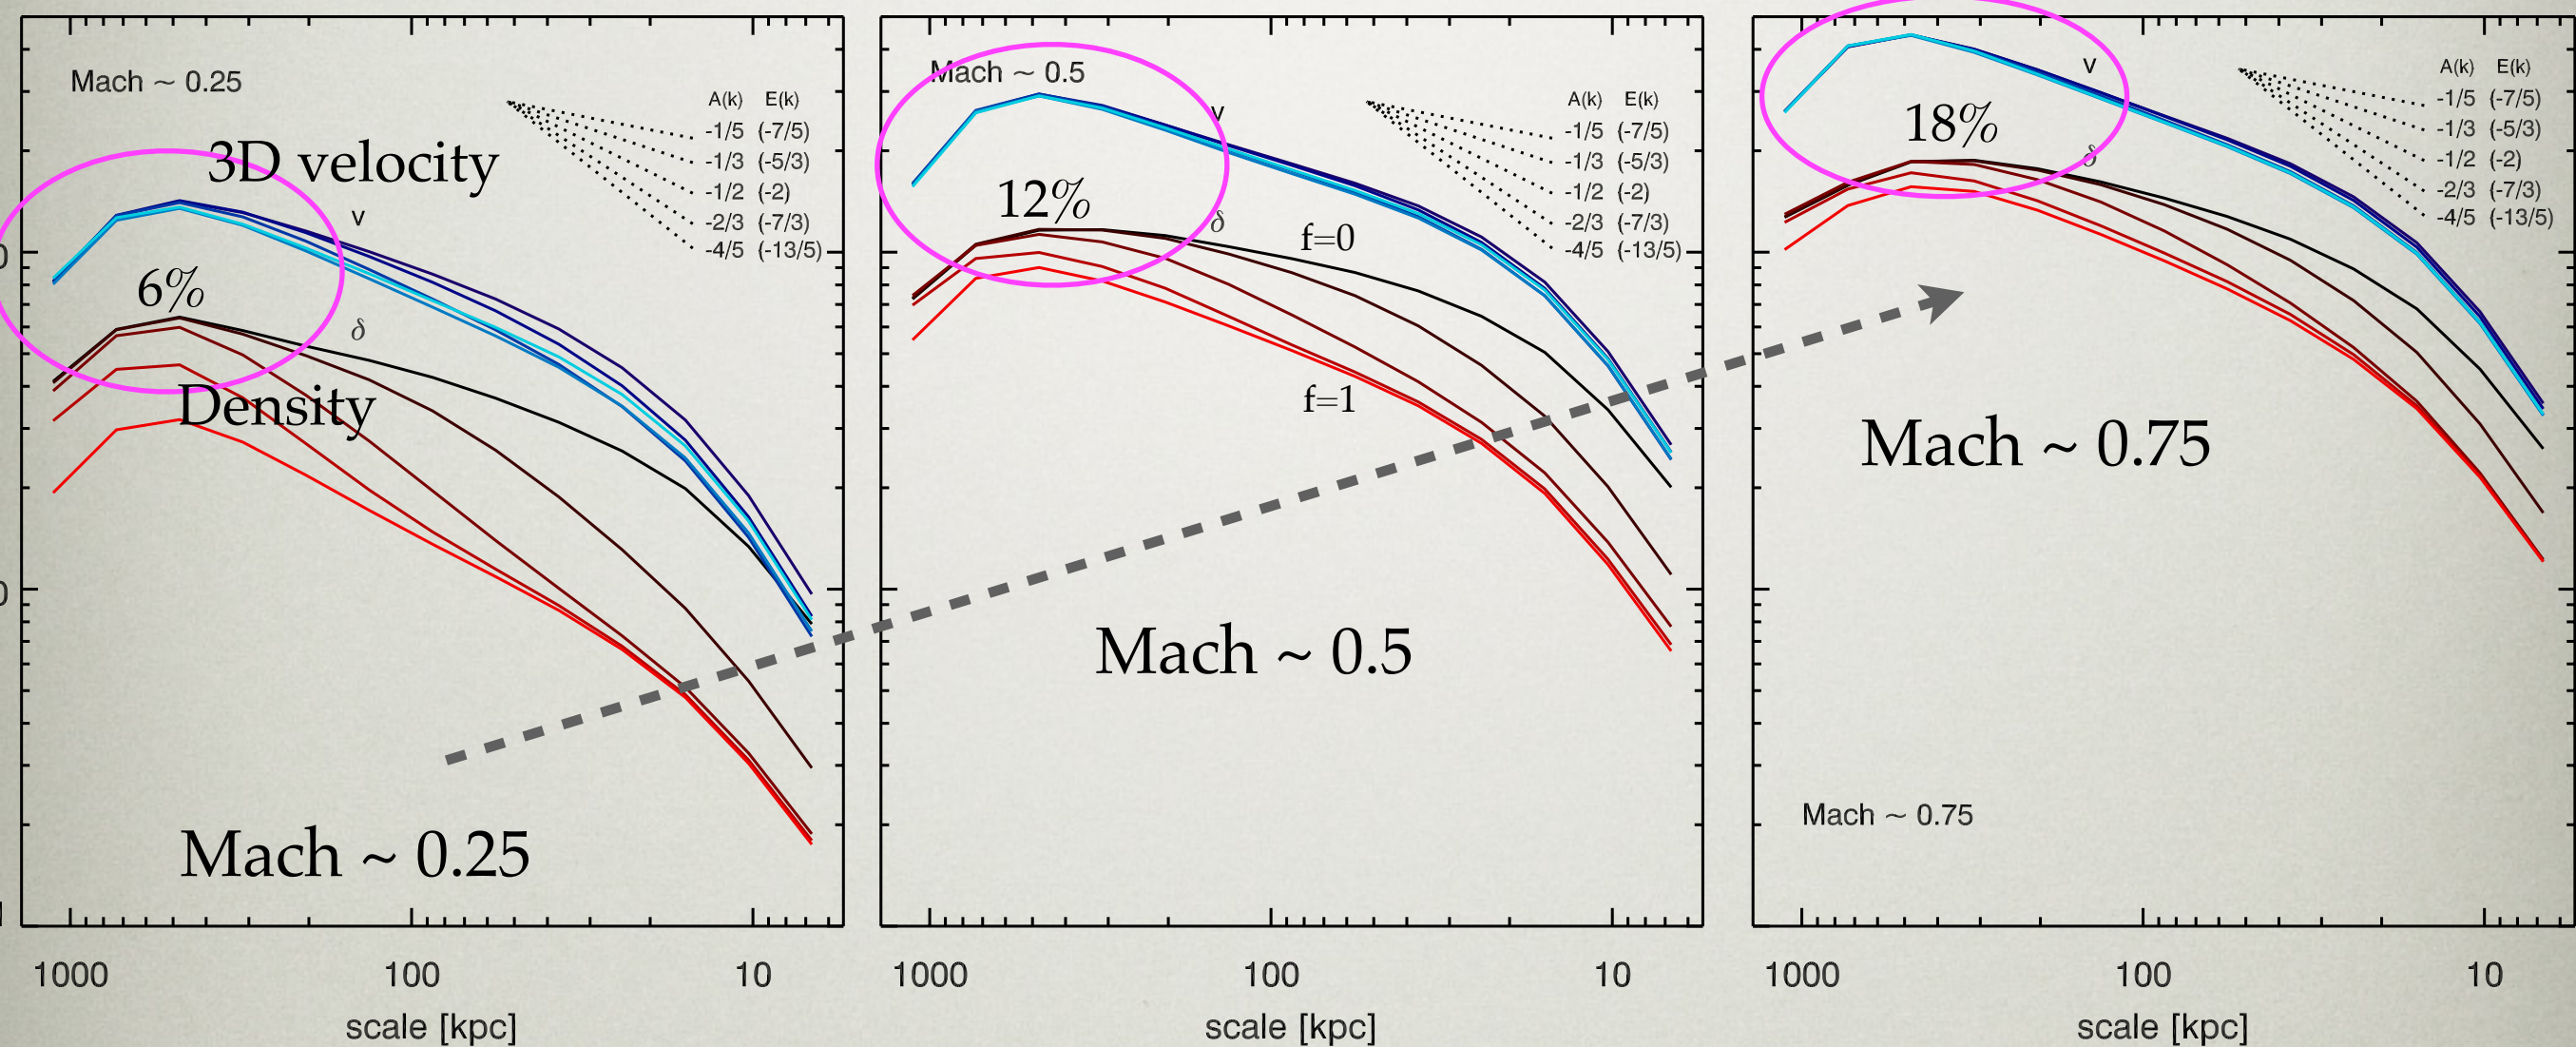 Mach ~ 0.25
3D velocity
v
6%
δ
Density
A(k) E(k)
-1/5 (-7/5)
-1/3 (-5/3)
-1/2 (-2)
-2/3 (-7/3)
-4/5 (-13/5)
Mach ~ 0.25
1000 100 10
scale [kpc]
Mach ~ 0.5
v
12%
δ
f=0
f=1
A(k) E(k)
-1/5 (-7/5)
-1/3 (-5/3)
-1/2 (-2)
-2/3 (-7/3)
-4/5 (-13/5)
Mach ~ 0.5
1000 100 10
scale [kpc]
v
18%
δ
A(k) E(k)
-1/5 (-7/5)
-1/3 (-5/3)
-1/2 (-2)
-2/3 (-7/3)
-4/5 (-13/5)
Mach ~ 0.75
Mach ~ 0.75
1000 100 10
scale [kpc]